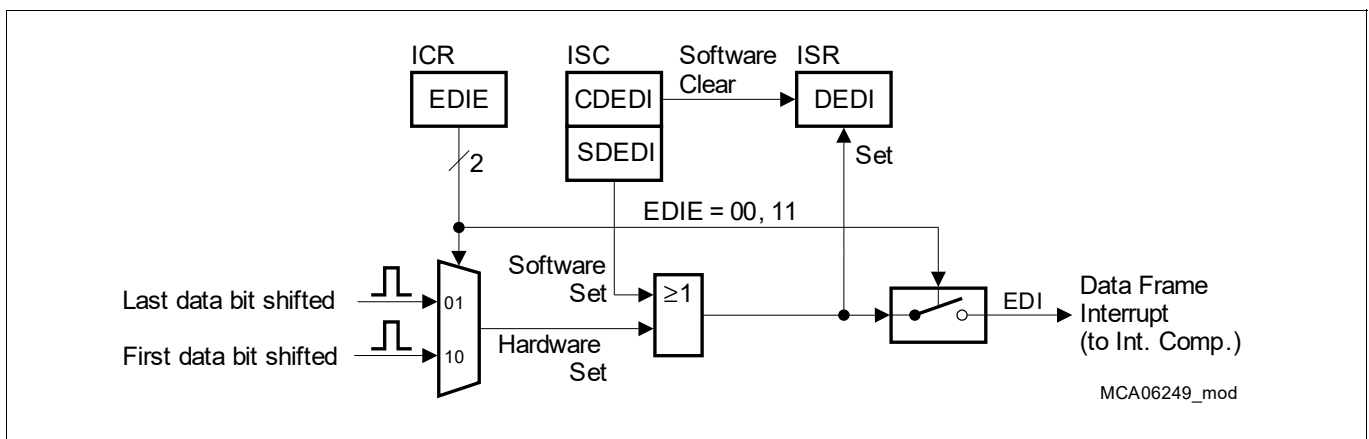 ICR
ISC
Software
Clear
ISR
EDIE
CDEDI
DEDI
SDEDI
2
Set
EDIE = 00, 11
Software
Set
≥1
Last data bit shifted
01
First data bit shifted
10
Hardware
Set
EDI
Data Frame
Interrupt
(to Int. Comp.)
MCA06249_mod